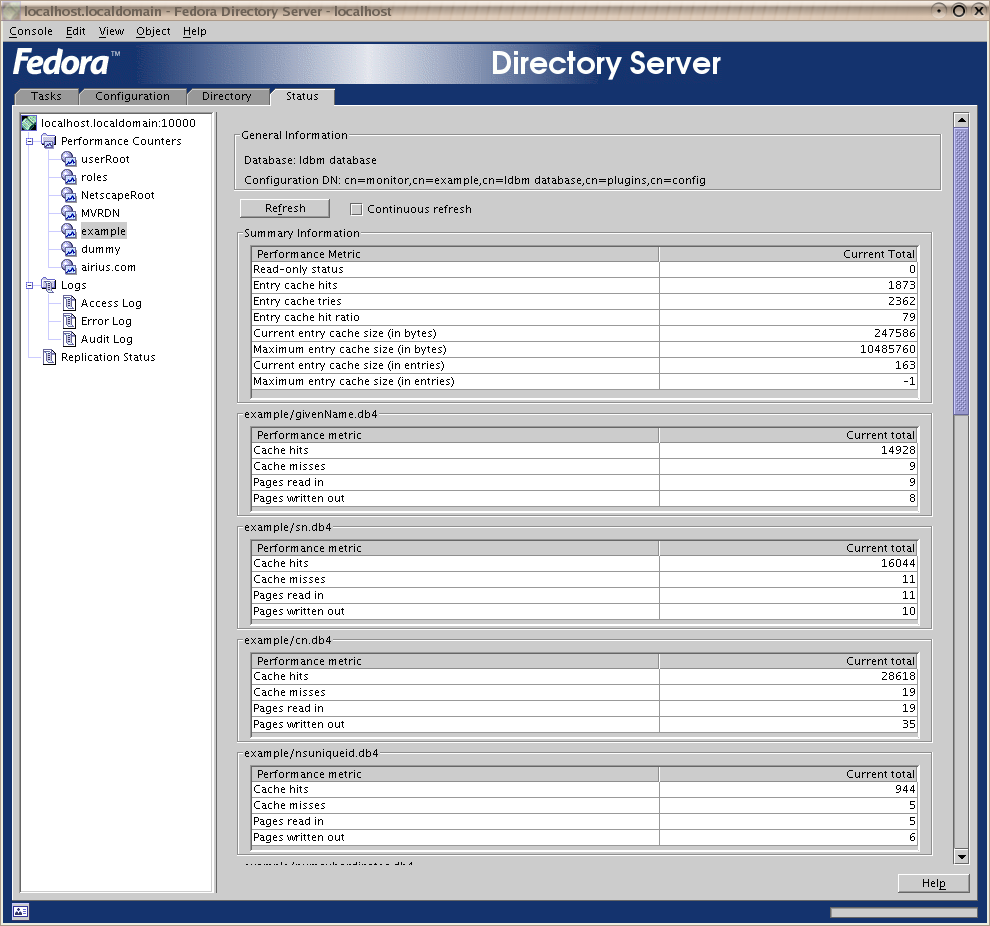 localhost.localdomain - Fedora Directory Server - localhost
Console Edit View Object Help
Fedora™ Directory Server
Tasks Configuration Directory Status
localhost.localdomain:10000
Performance Counters
userRoot
roles
NetscapeRoot
MVRDN
example
dummy
airius.com
Logs
Access Log
Error Log
Audit Log
Replication Status
General Information
Database: ldbm database
Configuration DN: cn=monitor,cn=example,cn=ldbm database,cn=plugins,cn=config
Refresh Continuous refresh
Summary Information
Performance Metric Current Total
Read-only status 0
Entry cache hits 1873
Entry cache tries 2362
Entry cache hit ratio 79
Current entry cache size (in bytes) 247586
Maximum entry cache size (in bytes) 10485760
Current entry cache size (in entries) 163
Maximum entry cache size (in entries) -1
example/givenName.db4
Performance metric Current total
Cache hits 14928
Cache misses 9
Pages read in 9
Pages written out 8
example/sn.db4
Performance metric Current total
Cache hits 16044
Cache misses 11
Pages read in 11
Pages written out 10
example/cn.db4
Performance metric Current total
Cache hits 28618
Cache misses 19
Pages read in 19
Pages written out 35
example/nsuniqueid.db4
Performance metric Current total
Cache hits 944
Cache misses 5
Pages read in 5
Pages written out 6
Help